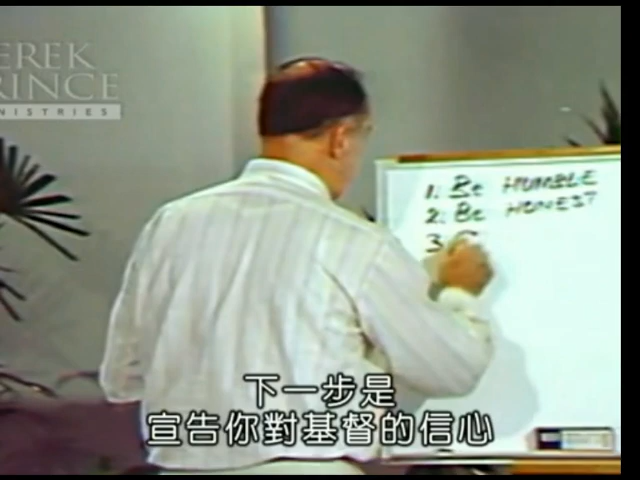 EREK
RINCE
NISTRIES
1. Be HUMBLE
2. Be HONEST
3.
下一步是
宣告你對基督的信心